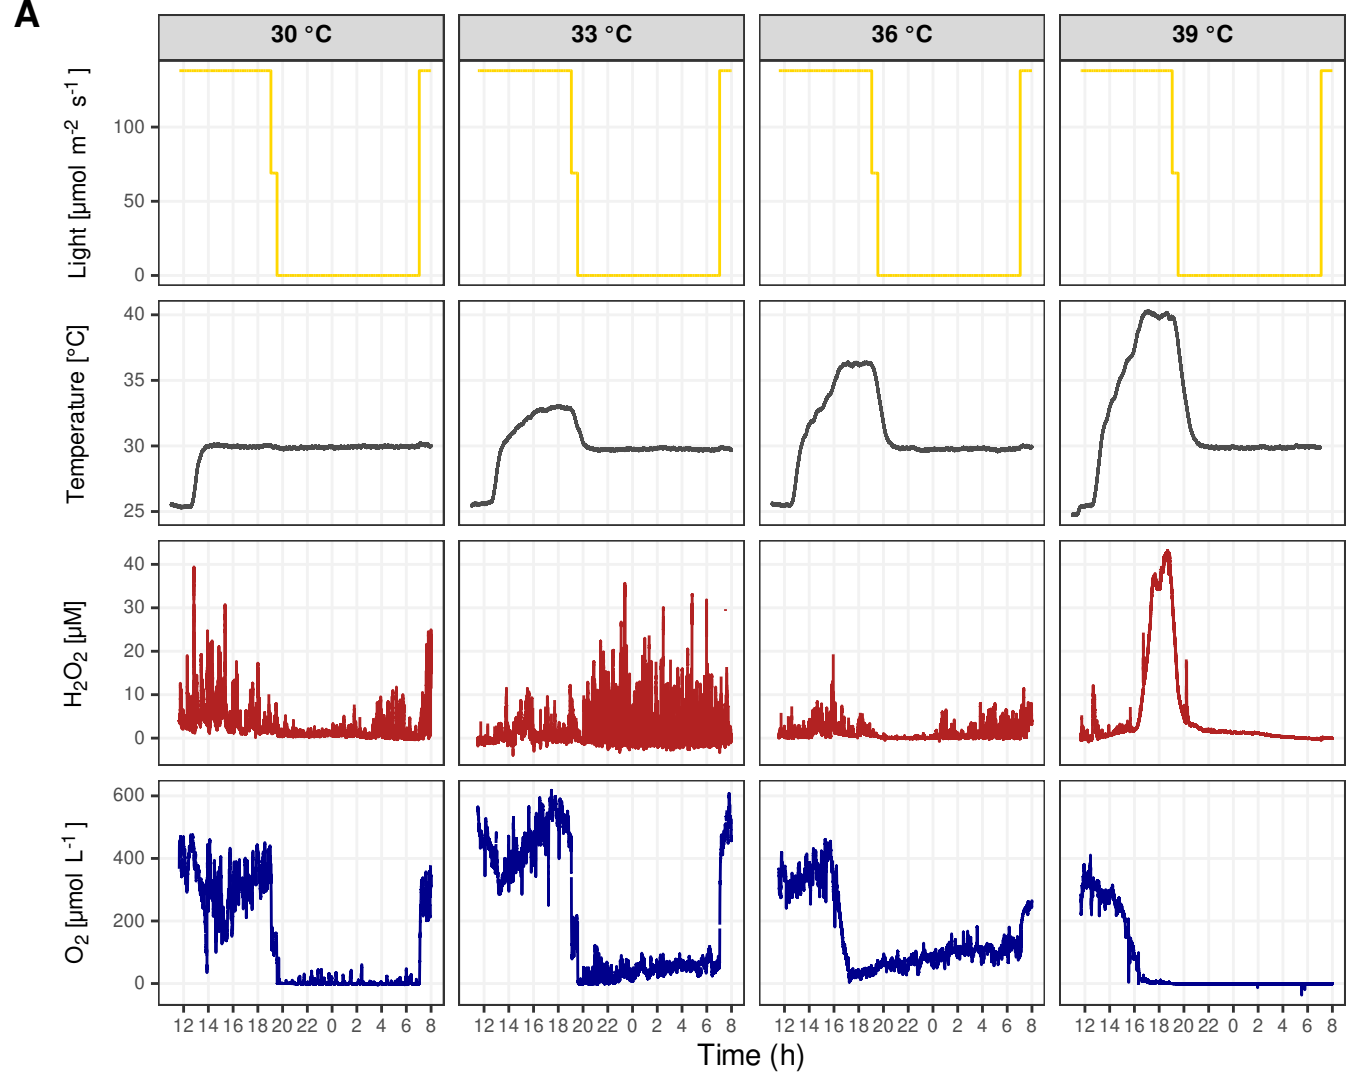 A
30 °C 33 °C 36 °C 39 °C
Light [µmol m⁻² s⁻¹ ]
100
50
0
Temperature [°C]
40
35
30
25
H₂O₂ [µM]
40
30
20
10
0
O₂ [µmol L⁻¹ ]
600
400
200
0
12 14 16 18 20 22 0 2 4 6 8 12 14 16 18 20 22 0 2 4 6 8 12 14 16 18 20 22 0 2 4 6 8 12 14 16 18 20 22 0 2 4 6 8
Time (h)